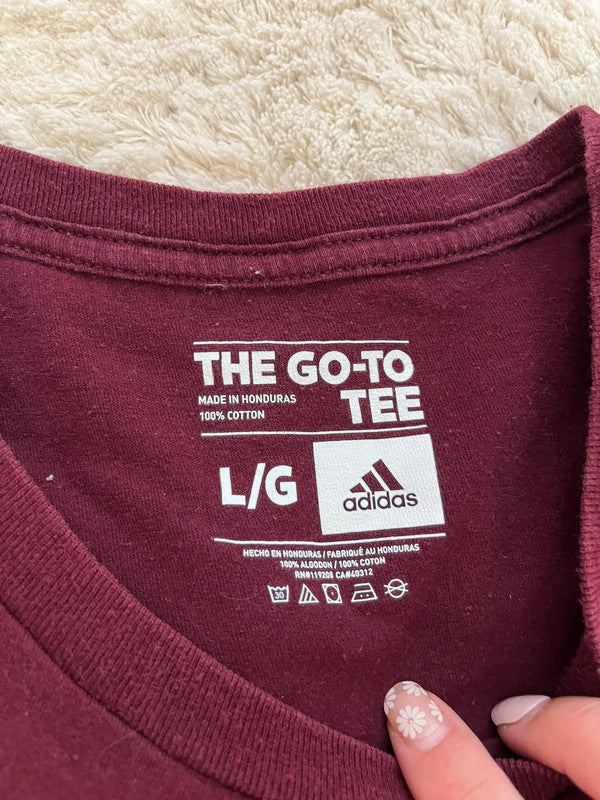 THE GO-TO
TEE
MADE IN HONDURAS
100% COTTON
L/G
adidas
HECHO EN HONDURAS / FABRIQUÉ AU HONDURAS
100% ALGODON / 100% COTON
RN#119208 CA#40312
30